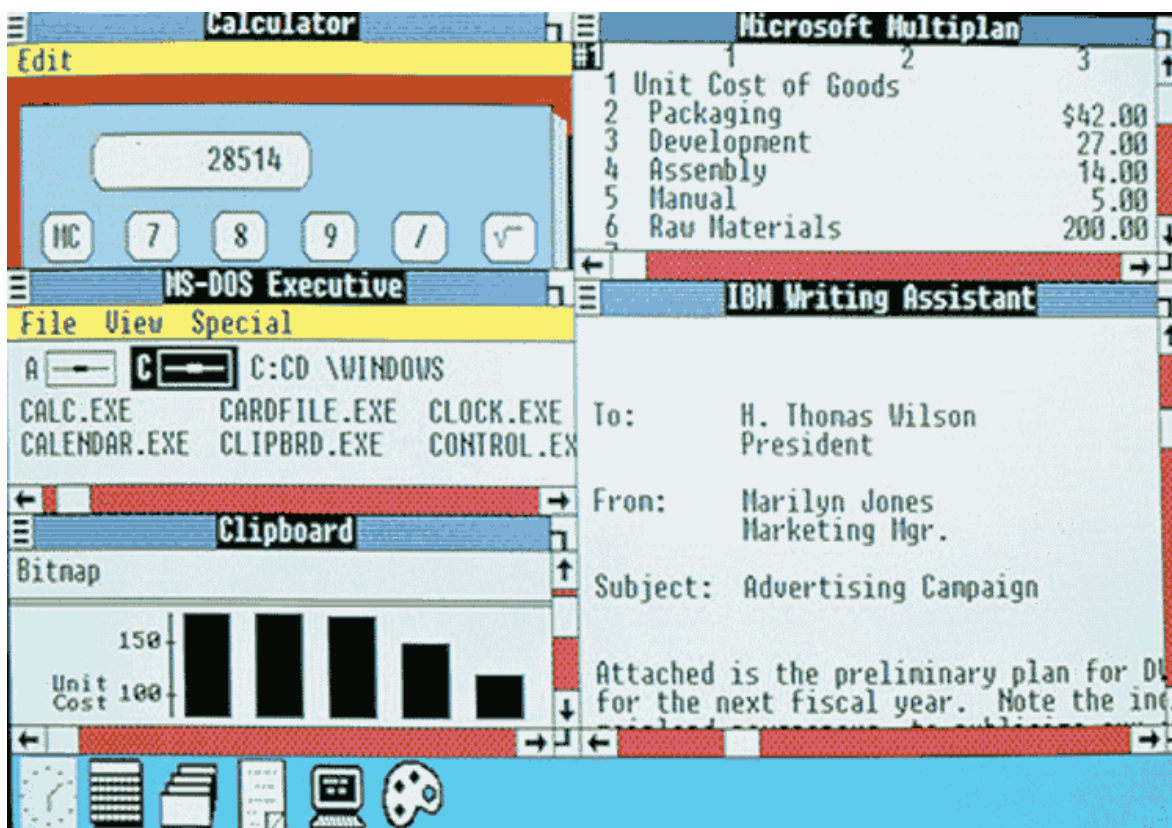 Calculator
Edit
28514
MC 7 8 9 / √
MS-DOS Executive
File View Special
A C C:CD \WINDOWS
CALC.EXE CARDFILE.EXE CLOCK.EXE
CALENDAR.EXE CLIPBRD.EXE CONTROL.EX
Clipboard
Bitmap
150
Unit
Cost 100
Microsoft Multiplan
#1 1 2 3
1 Unit Cost of Goods
2 Packaging $42.00
3 Development 27.00
4 Assembly 14.00
5 Manual 5.00
6 Raw Materials 200.00
IBM Writing Assistant
To: H. Thomas Wilson
President
From: Marilyn Jones
Marketing Mgr.
Subject: Advertising Campaign
Attached is the preliminary plan for
for the next fiscal year. Note the